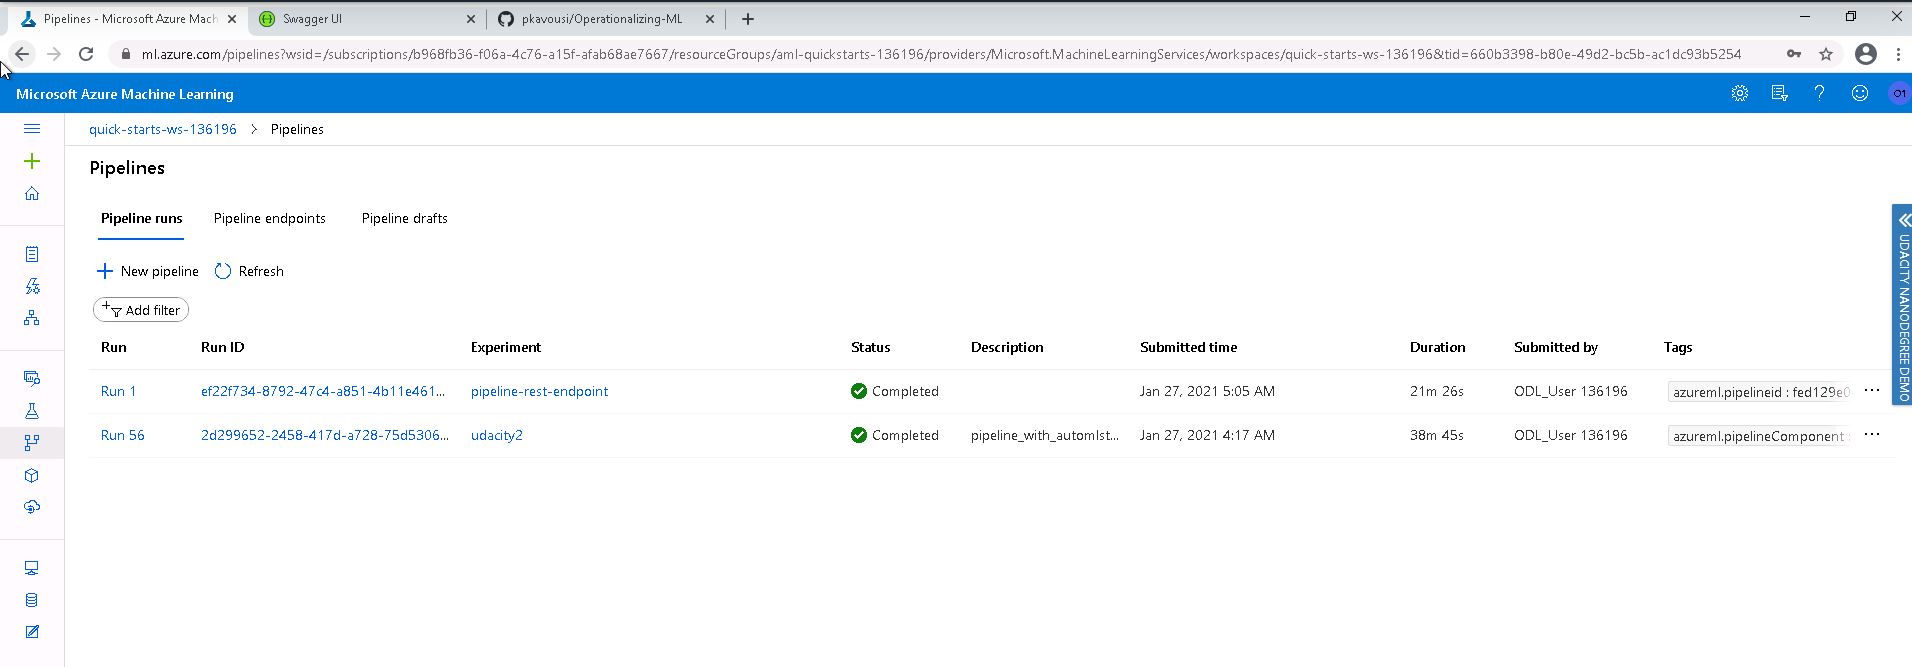 Pipelines - Microsoft Azure Mach
Swagger UI
pkavousi/Operationalizing-ML
ml.azure.com/pipelines?wsid=/subscriptions/b968fb36-f06a-4c76-a15f-afab68ae7667/resourceGroups/aml-quickstarts-136196/providers/Microsoft.MachineLearningServices/workspaces/quick-starts-ws-136196&tid=660b3398-b80e-49d2-bc5b-ac1dc93b5254
Microsoft Azure Machine Learning
O1
quick-starts-ws-136196 > Pipelines
Pipelines
Pipeline runs Pipeline endpoints Pipeline drafts
New pipeline Refresh
Add filter
Run Run ID Experiment Status Description Submitted time Duration Submitted by Tags
Run 1 ef22f734-8792-47c4-a851-4b11e461... pipeline-rest-endpoint Completed Jan 27, 2021 5:05 AM 21m 26s ODL_User 136196 azureml.pipelineid : fed129e0 ...
Run 56 2d299652-2458-417d-a728-75d5306... udacity2 Completed pipeline_with_automlst... Jan 27, 2021 4:17 AM 38m 45s ODL_User 136196 azureml.pipelineComponent : ...
UDACITY NANODEGREE DEMO